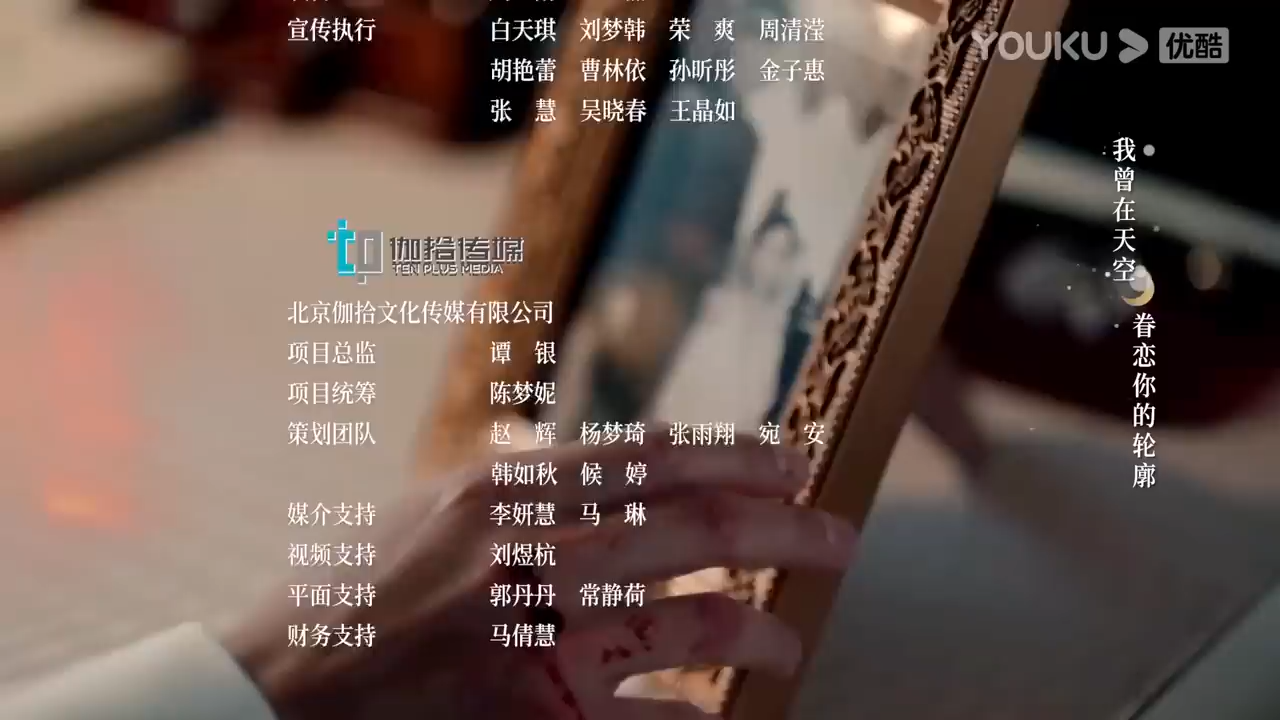 宣传执行 白天琪 刘梦韩 荣 爽 周清滢
胡艳蕾 曹林依 孙听彤 金子惠
张 慧 吴晓春 王晶如
YOUKU 优酷
伽拾传媒
TEN PLUS MEDIA
北京伽拾文化传媒有限公司
项目总监 谭 银
项目统筹 陈梦妮
策划团队 赵 辉 杨梦琦 张雨翔 宛 安
韩如秋 候 婷
媒介支持 李妍慧 马 琳
视频支持 刘煜杭
平面支持 郭丹丹 常静荷
财务支持 马倩慧
我曾在天空
眷恋你的轮廓